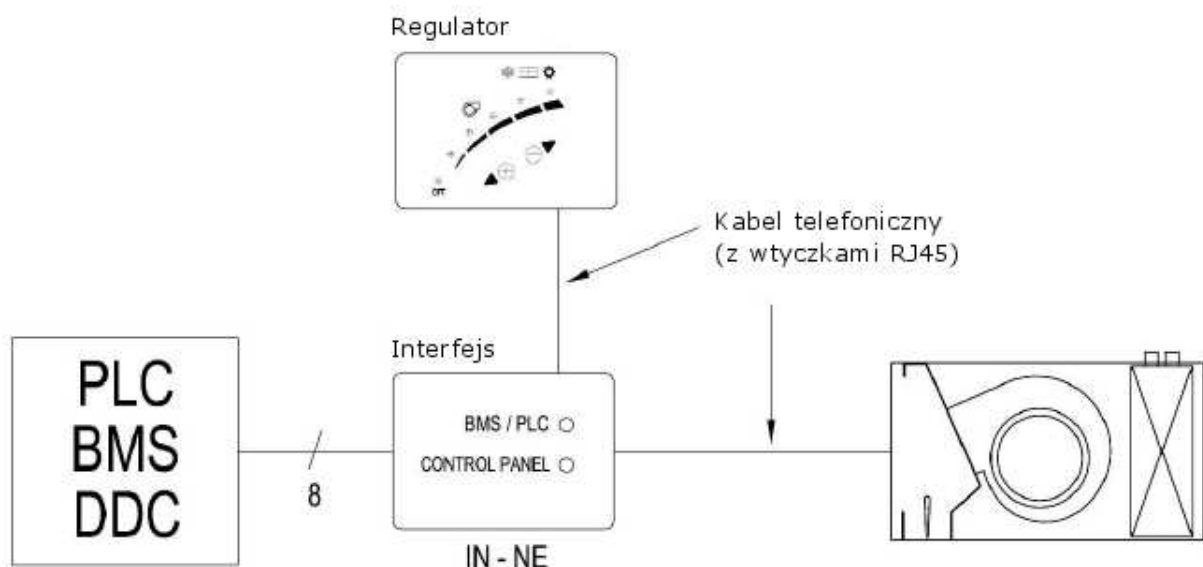 Regulator
OFF
Kabel telefoniczny
(z wtyczkami RJ45)
Interfejs
PLC
BMS
DDC
8
BMS / PLC
CONTROL PANEL
IN - NE